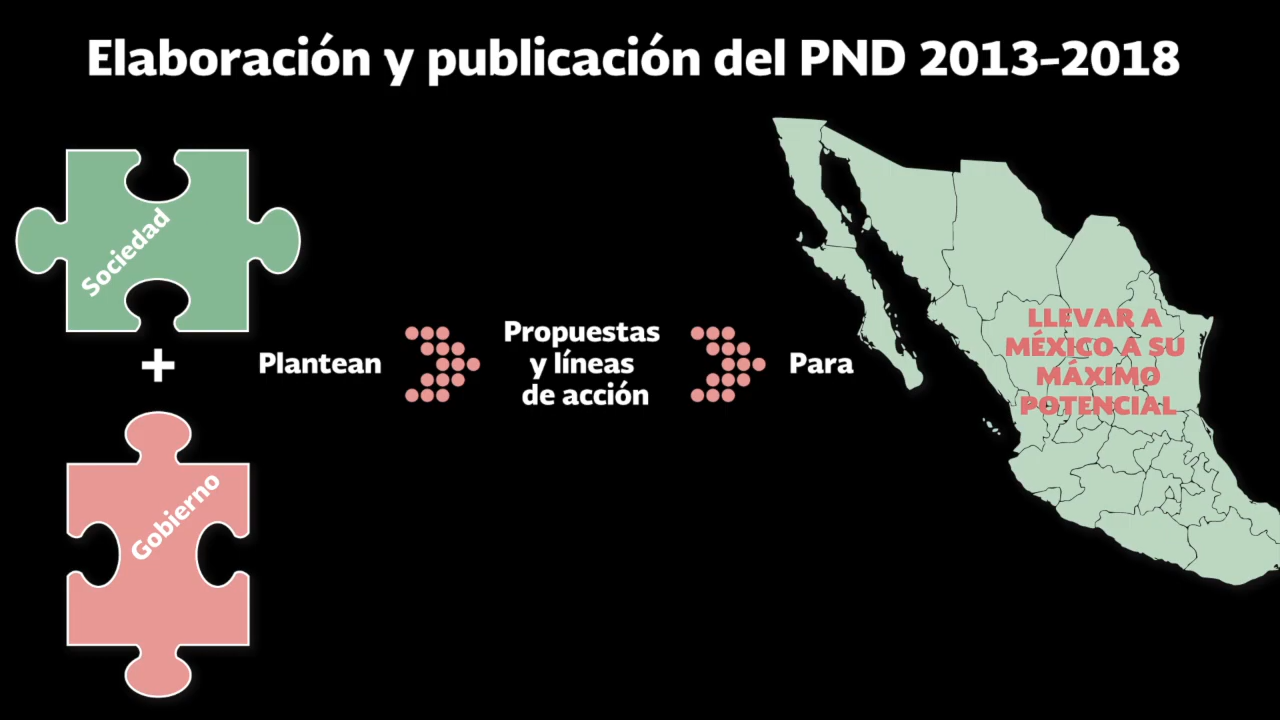 Elaboración y publicación del PND 2013-2018
Sociedad
+
Gobierno
Plantean
Propuestas
y líneas
de acción
Para
LLEVAR A
MÉXICO A SU
MÁXIMO
POTENCIAL